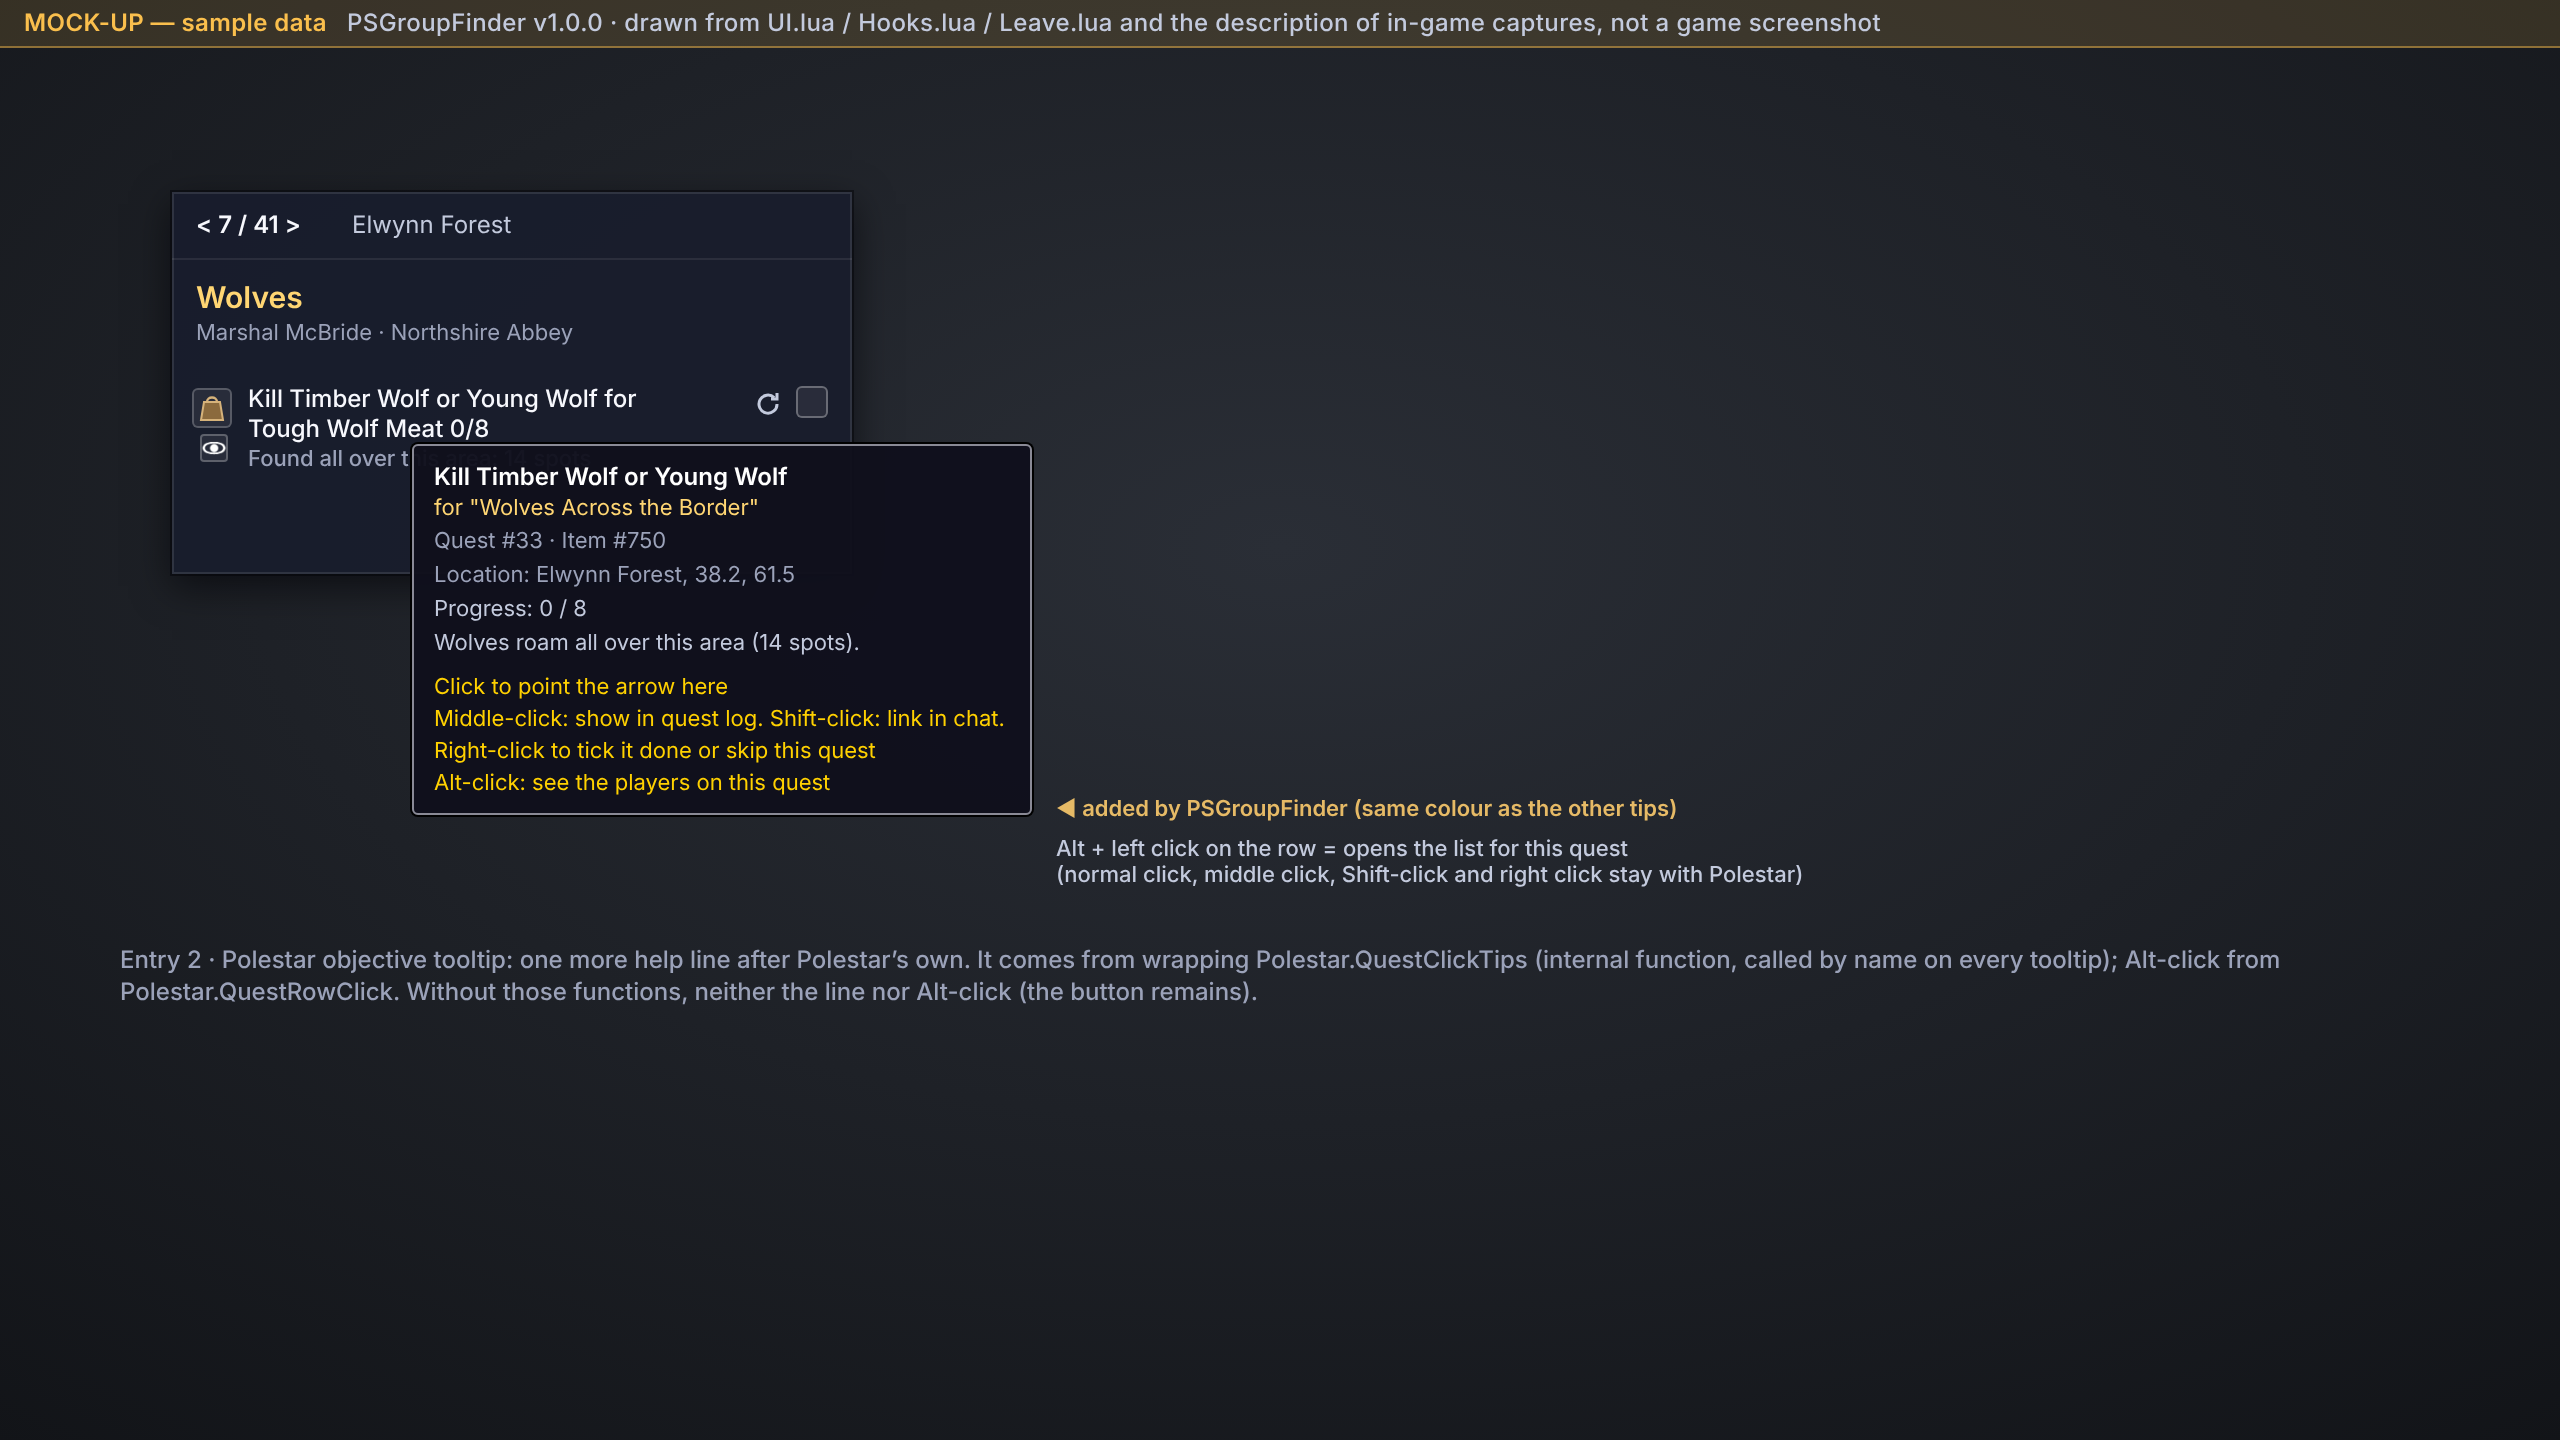 MOCK-UP — sample data PSGroupFinder v1.0.0 · drawn from UI.lua / Hooks.lua / Leave.lua and the description of in-game captures, not a game screenshot
< 7 / 41 > Elwynn Forest
Wolves
Marshal McBride · Northshire Abbey
Kill Timber Wolf or Young Wolf for
Tough Wolf Meat 0/8
Found all over this area: 14 spots
Kill Timber Wolf or Young Wolf
for "Wolves Across the Border"
Quest #33 · Item #750
Location: Elwynn Forest, 38.2, 61.5
Progress: 0 / 8
Wolves roam all over this area (14 spots).
Click to point the arrow here
Middle-click: show in quest log. Shift-click: link in chat.
Right-click to tick it done or skip this quest
Alt-click: see the players on this quest
◀ added by PSGroupFinder (same colour as the other tips)
Alt + left click on the row = opens the list for this quest
(normal click, middle click, Shift-click and right click stay with Polestar)
Entry 2 · Polestar objective tooltip: one more help line after Polestar’s own. It comes from wrapping Polestar.QuestClickTips (internal function, called by name on every tooltip); Alt-click from
Polestar.QuestRowClick. Without those functions, neither the line nor Alt-click (the button remains).